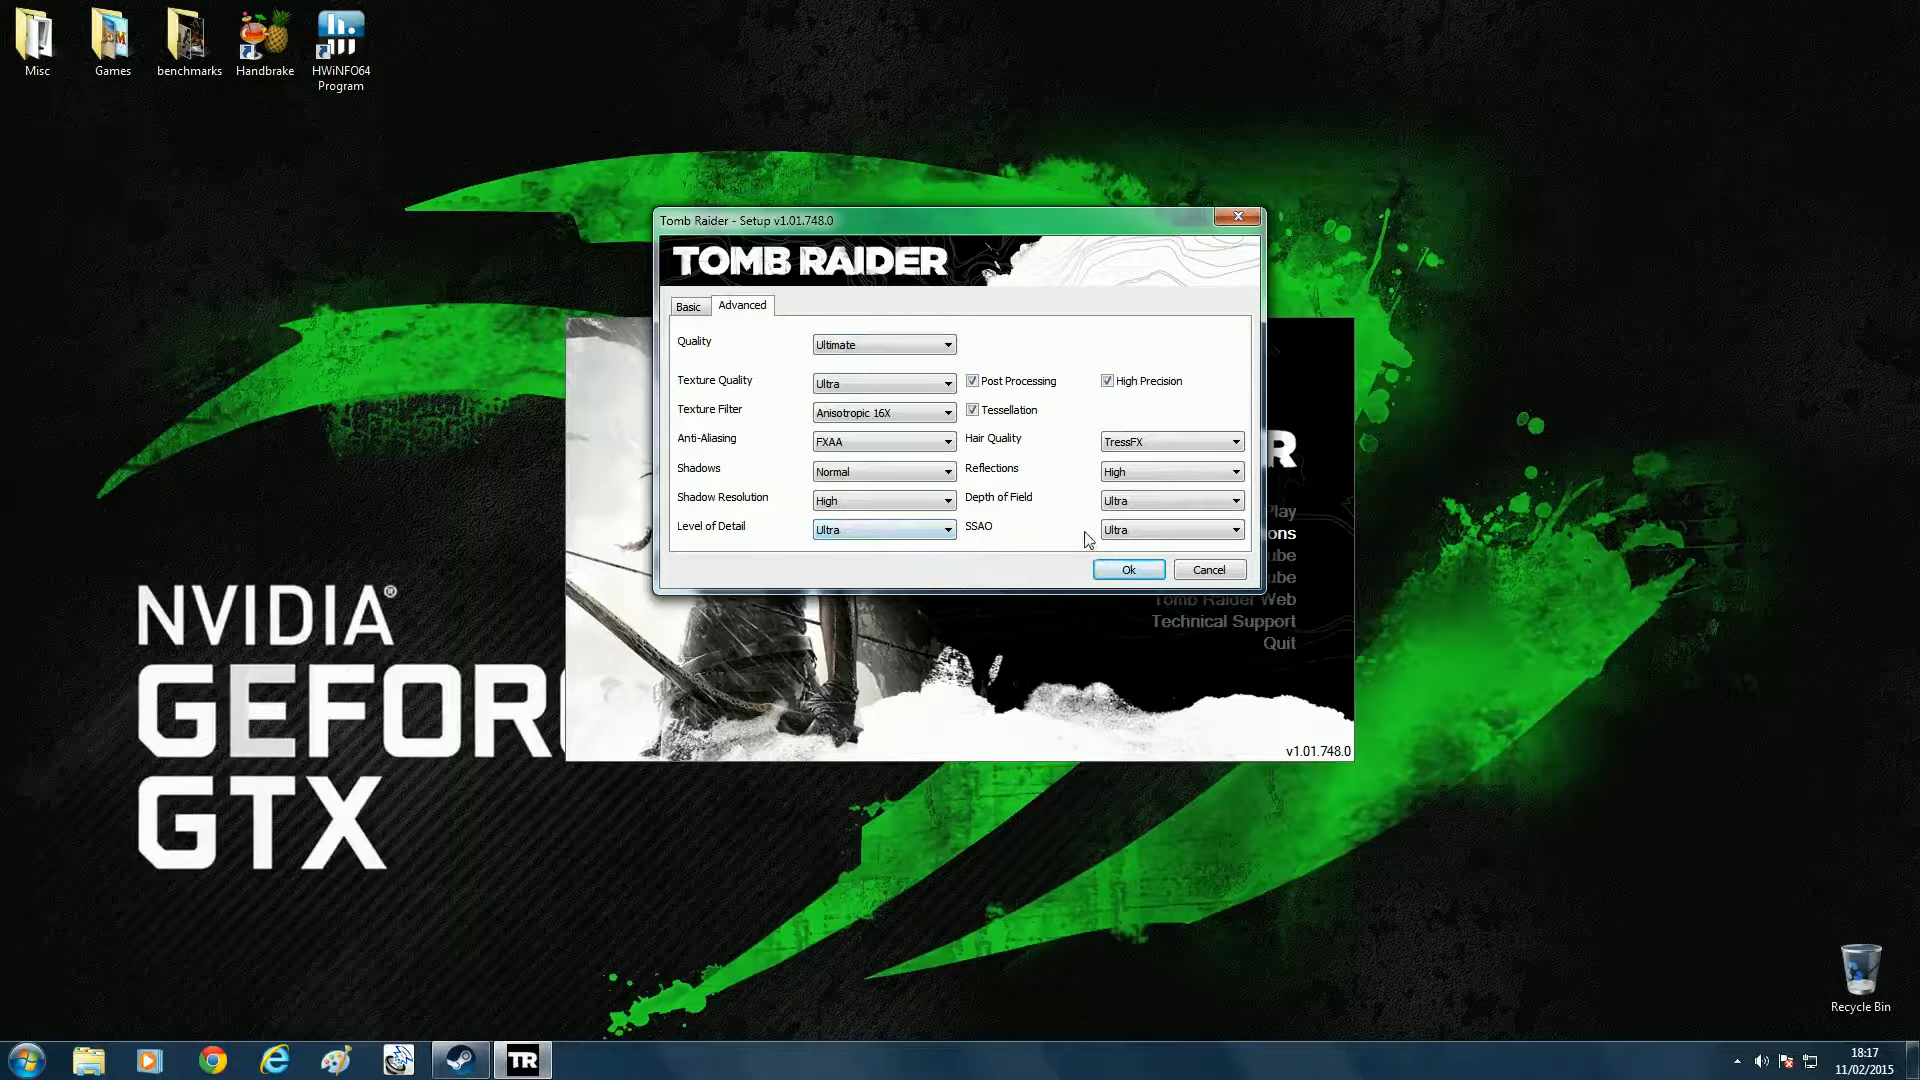 Misc
Games
benchmarks
Handbrake
HWiNFO64
Program
Tomb Raider - Setup v1.01.748.0
TOMB RAIDER
Basic
Advanced
Quality
Ultimate
Texture Quality
Ultra
Post Processing
High Precision
Texture Filter
Anisotropic 16X
Tessellation
Anti-Aliasing
FXAA
Hair Quality
TressFX
Shadows
Normal
Reflections
High
Shadow Resolution
High
Depth of Field
Ultra
Level of Detail
Ultra
SSAO
Ultra
Ok
Cancel
R
lay
ons
ube
ube
Tomb Raider Web
Technical Support
Quit
v1.01.748.0
NVIDIA®
GEFOR
GTX
Recycle Bin
TR
18:17
11/02/2015